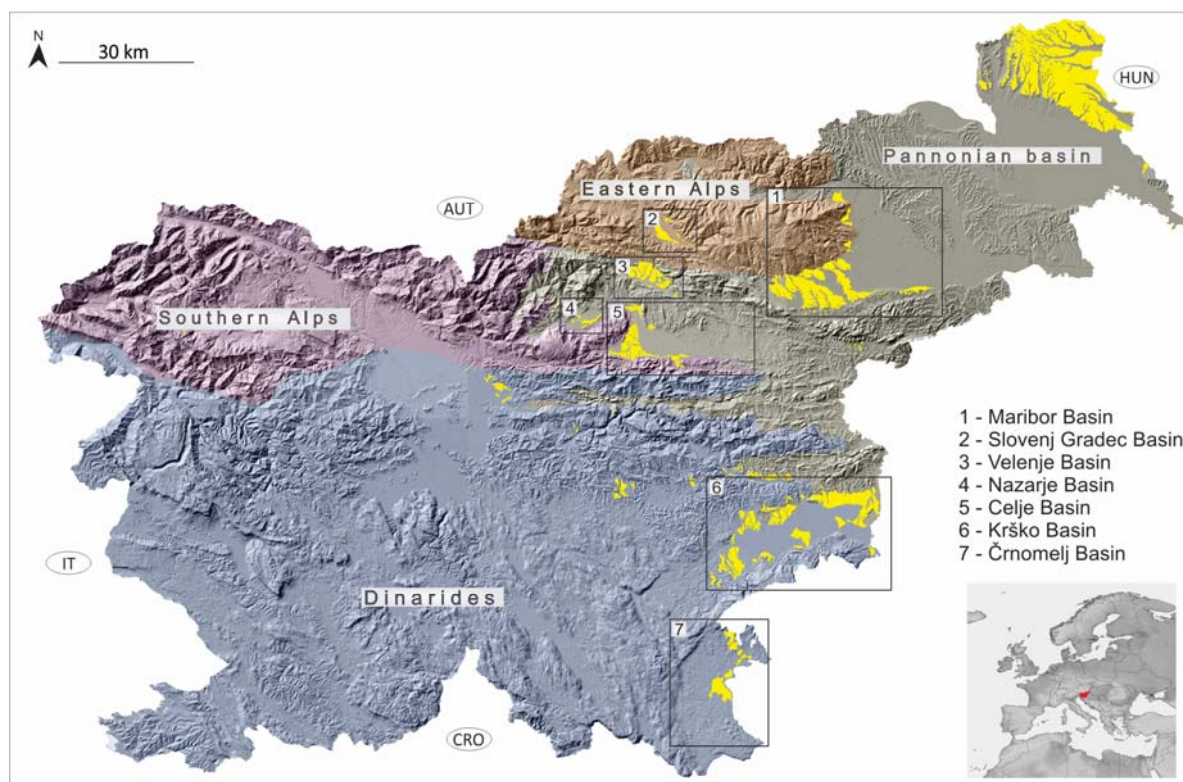 N
30 km
HUN
Pannonian basin
Eastern Alps
AUT
1
2
3
4
5
Southern Alps
1 - Maribor Basin
2 - Slovenj Gradec Basin
3 - Velenje Basin
4 - Nazarje Basin
5 - Celje Basin
6 - Krško Basin
7 - Črnomelj Basin
6
IT
Dinarides
7
CRO